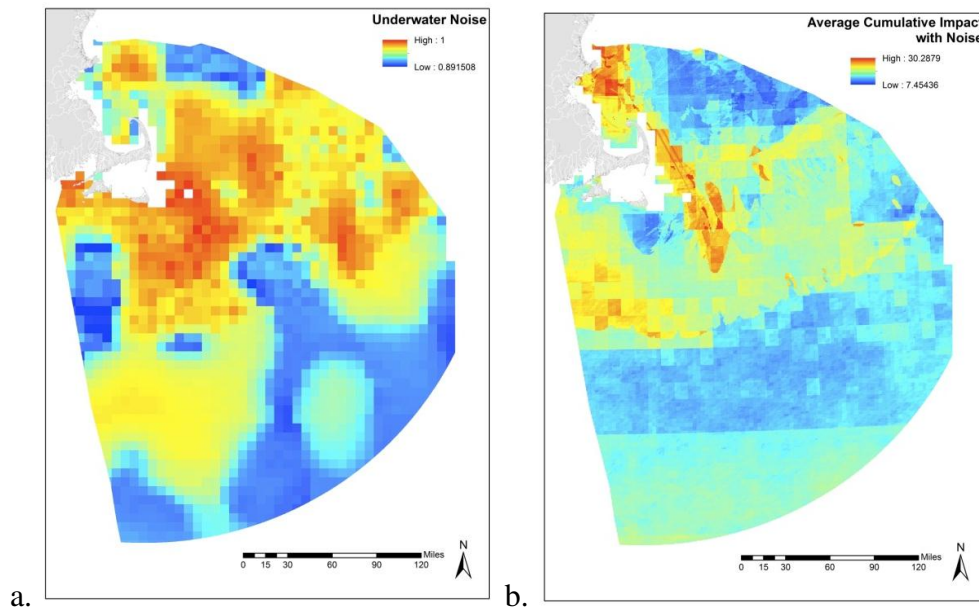 Underwater Noise
High : 1
Low : 0.891508
Miles
0 15 30 60 90 120
N
a.
Average Cumulative Impact
with Noise
High : 30.2879
Low : 7.45436
Miles
0 15 30 60 90 120
N
b.